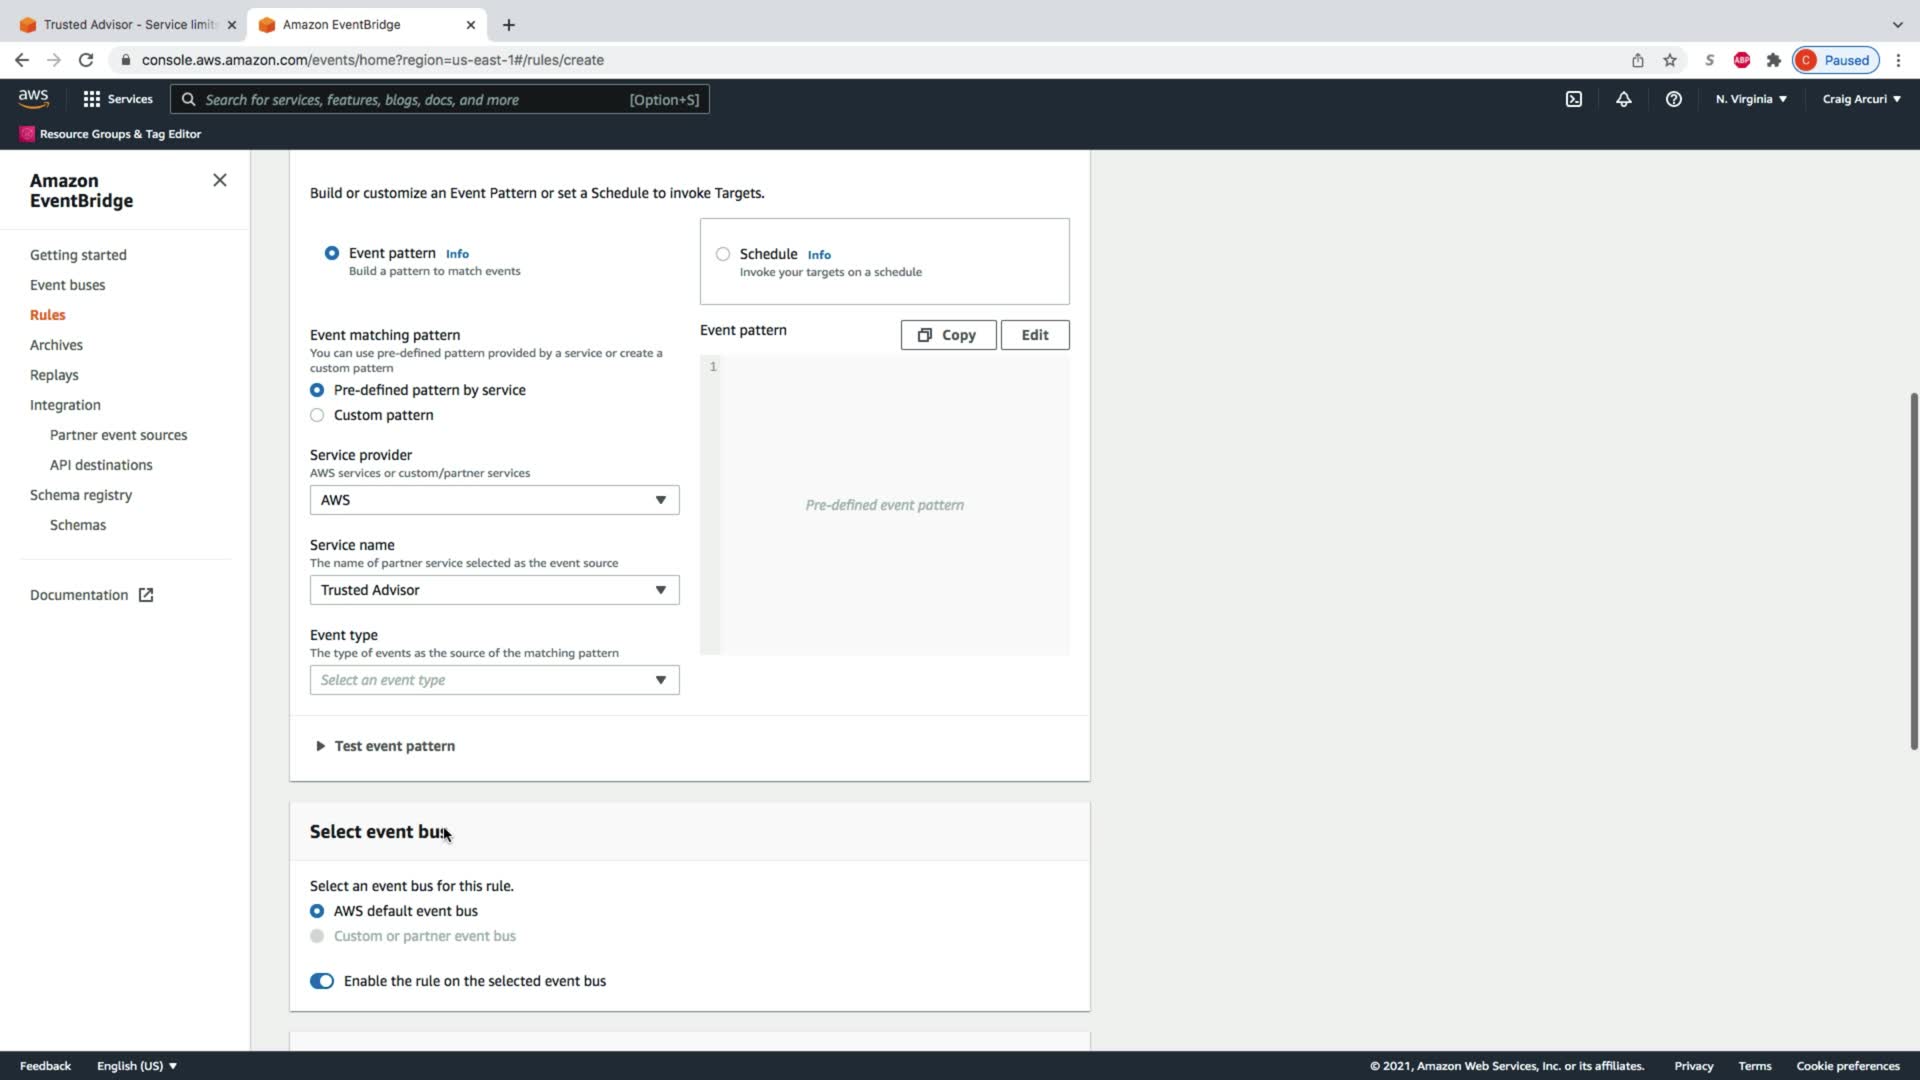 Trusted Advisor - Service limit
Amazon EventBridge
console.aws.amazon.com/events/home?region=us-east-1#/rules/create
S
ABP
C
Paused
aws
Services
Search for services, features, blogs, docs, and more
[Option+S]
N. Virginia
Craig Arcuri
Resource Groups & Tag Editor
Amazon
EventBridge
Getting started
Event buses
Rules
Archives
Replays
Integration
Partner event sources
API destinations
Schema registry
Schemas
Documentation
Build or customize an Event Pattern or set a Schedule to invoke Targets.
Event pattern Info
Build a pattern to match events
Schedule Info
Invoke your targets on a schedule
Event matching pattern
You can use pre-defined pattern provided by a service or create a
custom pattern
Pre-defined pattern by service
Custom pattern
Service provider
AWS services or custom/partner services
AWS
Service name
The name of partner service selected as the event source
Trusted Advisor
Event type
The type of events as the source of the matching pattern
Select an event type
Event pattern
Copy
Edit
1
Pre-defined event pattern
Test event pattern
Select event bus
Select an event bus for this rule.
AWS default event bus
Custom or partner event bus
Enable the rule on the selected event bus
Feedback
English (US)
© 2021, Amazon Web Services, Inc. or its affiliates.
Privacy
Terms
Cookie preferences